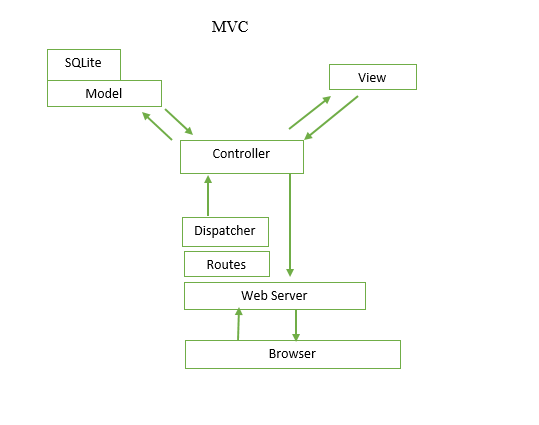 MVC
SQLite
Model
View
Controller
Dispatcher
Routes
Web Server
Browser